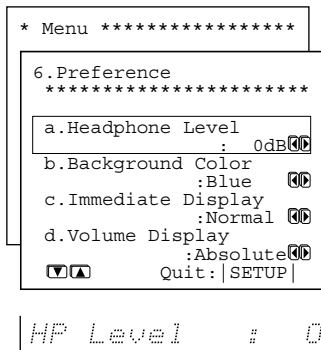 * Menu *****************
6.Preference
***********************
a.Headphone Level
: 0dB
b.Background Color
:Blue
c.Immediate Display
:Normal
d.Volume Display
:Absolute
Quit:|SETUP|
HP Level : 0